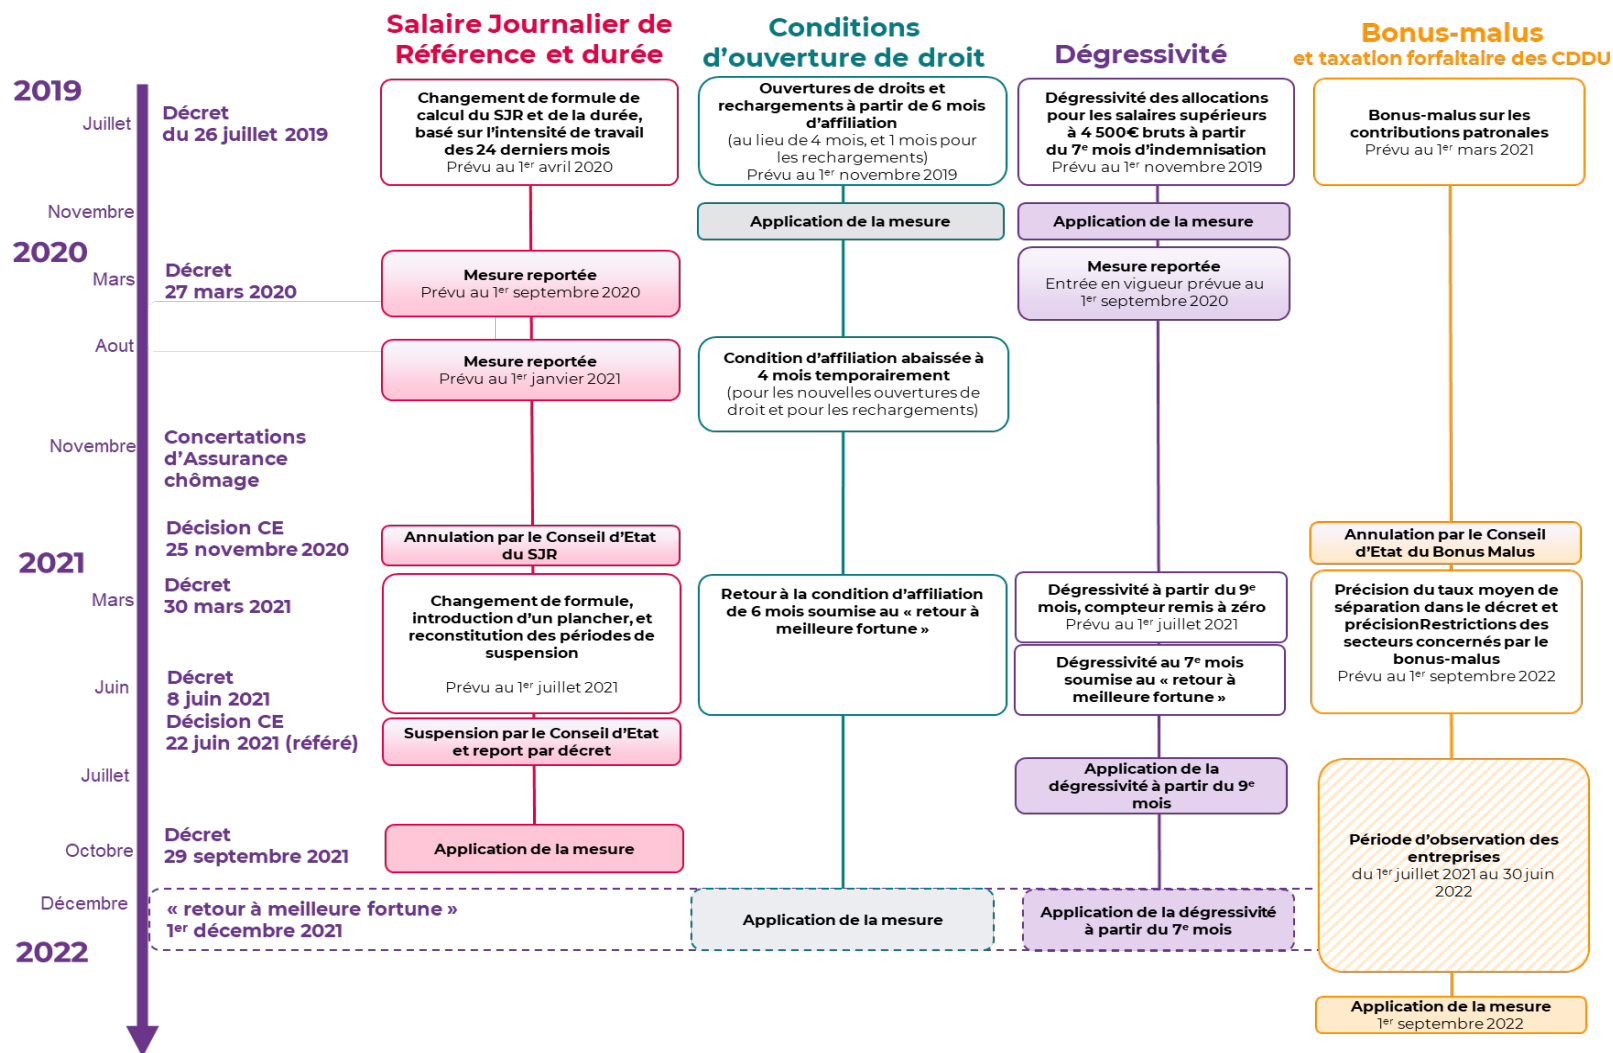 Salaire Journalier de
Référence et durée
Conditions
d’ouverture de droit
Dégressivité
Bonus-malus
et taxation forfaitaire des CDDU
2019
Juillet
Décret
du 26 juillet 2019
Changement de formule de
calcul du SJR et de la durée,
basé sur l’intensité de travail
des 24 derniers mois
Prévu au 1er avril 2020
Ouvertures de droits et
rechargements à partir de 6 mois
d’affiliation
(au lieu de 4 mois, et 1 mois pour
les rechargements)
Prévu au 1er novembre 2019
Dégressivité des allocations
pour les salaires supérieurs
à 4 500€ bruts à partir
du 7e mois d’indemnisation
Prévu au 1er novembre 2019
Bonus-malus sur les
contributions patronales
Prévu au 1er mars 2021
Novembre
Application de la mesure
Application de la mesure
2020
Mars
Décret
27 mars 2020
Mesure reportée
Prévu au 1er septembre 2020
Mesure reportée
Entrée en vigueur prévue au
1er septembre 2020
Aout
Mesure reportée
Prévu au 1er janvier 2021
Condition d’affiliation abaissée à
4 mois temporairement
(pour les nouvelles ouvertures de
droit et pour les rechargements)
Novembre
Concertations
d’Assurance
chômage
Décision CE
25 novembre 2020
Annulation par le Conseil d’Etat
du SJR
Annulation par le Conseil
d’Etat du Bonus Malus
2021
Mars
Décret
30 mars 2021
Changement de formule,
introduction d’un plancher, et
reconstitution des périodes de
suspension
Prévu au 1er juillet 2021
Retour à la condition d’affiliation
de 6 mois soumise au « retour à
meilleure fortune »
Dégressivité à partir du 9e
mois, compteur remis à zéro
Prévu au 1er juillet 2021
Dégressivité au 7e mois
soumise au « retour à
meilleure fortune »
Précision du taux moyen de
séparation dans le décret et
précisionRestrictions des
secteurs concernés par le
bonus-malus
Prévu au 1er septembre 2022
Juin
Décret
8 juin 2021
Décision CE
22 juin 2021 (référé)
Suspension par le Conseil d’Etat
et report par décret
Juillet
Application de la
dégressivité à partir du 9e
mois
Période d’observation des
entreprises
du 1er juillet 2021 au 30 juin
2022
Octobre
Décret
29 septembre 2021
Application de la mesure
Décembre
« retour à meilleure fortune »
1er décembre 2021
Application de la mesure
Application de la dégressivité
à partir du 7e mois
2022
Application de la mesure
1er septembre 2022